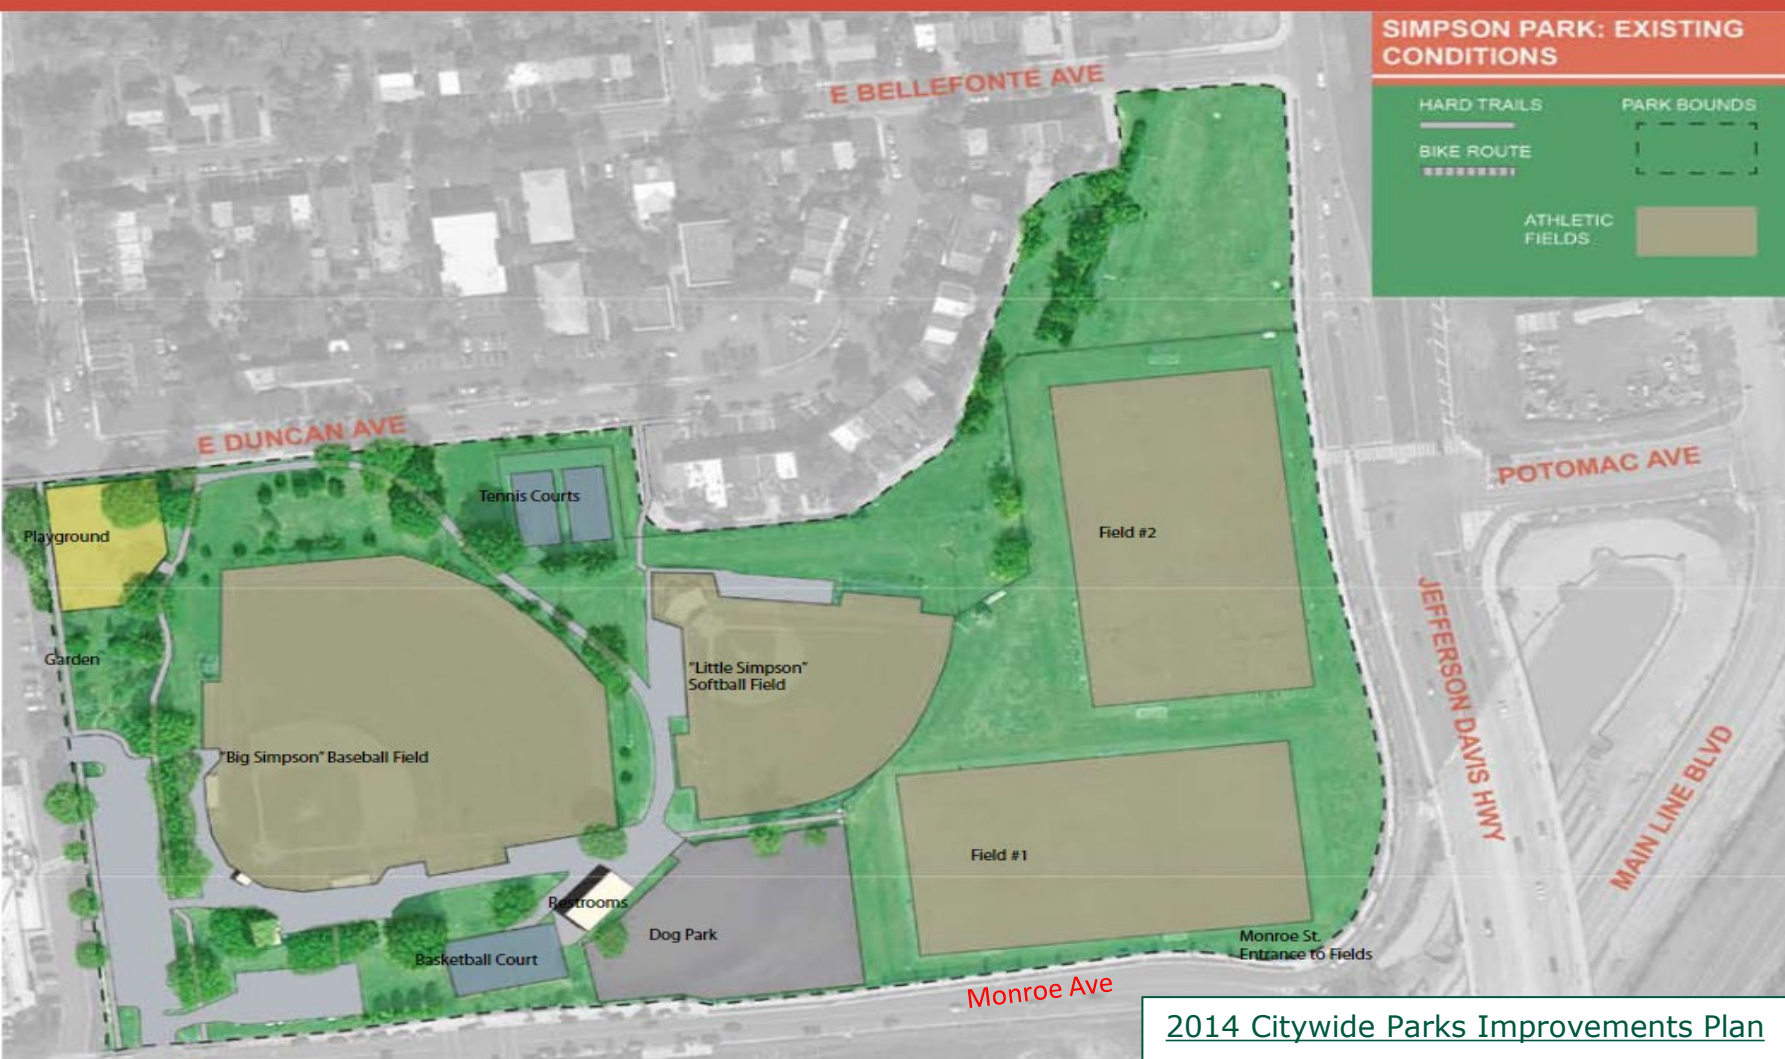 SIMPSON PARK: EXISTING
CONDITIONS
HARD TRAILS
PARK BOUNDS
BIKE ROUTE
ATHLETIC
FIELDS
E BELLEFONTE AVE
E DUNCAN AVE
POTOMAC AVE
JEFFERSON DAVIS HWY
MAIN LINE BLVD
Tennis Courts
Playground
Field #2
Garden
"Little Simpson"
Softball Field
"Big Simpson" Baseball Field
Field #1
Restrooms
Dog Park
Basketball Court
Monroe St.
Entrance to Fields
Monroe Ave
2014 Citywide Parks Improvements Plan